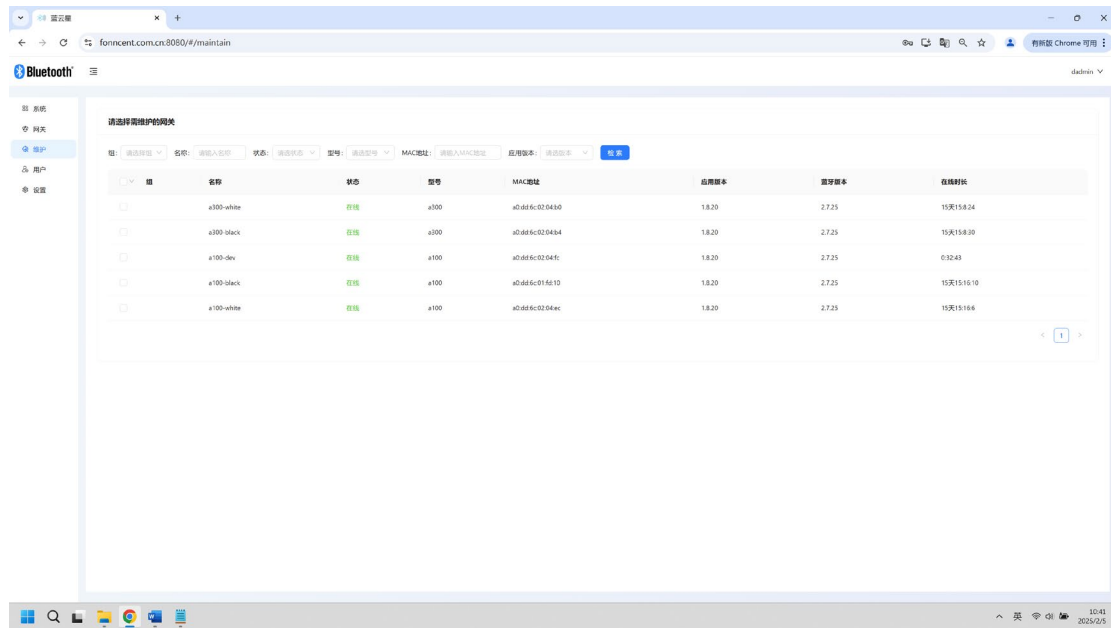 蓝云星
fonncent.com.cn:8080/#/maintain
有新版 Chrome 可用
Bluetooth
dadmin
系统
网关
维护
用户
设置
请选择需维护的网关
组: 请选择组 名称: 请输入名称 状态: 请选状态 型号: 请选型号 MAC地址: 请输入MAC地址 应用版本: 请选版本 检 索
组 名称 状态 型号 MAC地址 应用版本 蓝牙版本 在线时长
a300-white 在线 a300 a0:dd:6c:02:04:b0 1.8.20 2.7.25 15天15:8:24
a300-black 在线 a300 a0:dd:6c:02:04:b4 1.8.20 2.7.25 15天15:8:30
a100-dev 在线 a100 a0:dd:6c:02:04:fc 1.8.20 2.7.25 0:32:43
a100-black 在线 a100 a0:dd:6c:01:fd:10 1.8.20 2.7.25 15天15:16:10
a100-white 在线 a100 a0:dd:6c:02:04:ec 1.8.20 2.7.25 15天15:16:6
1
英
10:41
2025/2/5